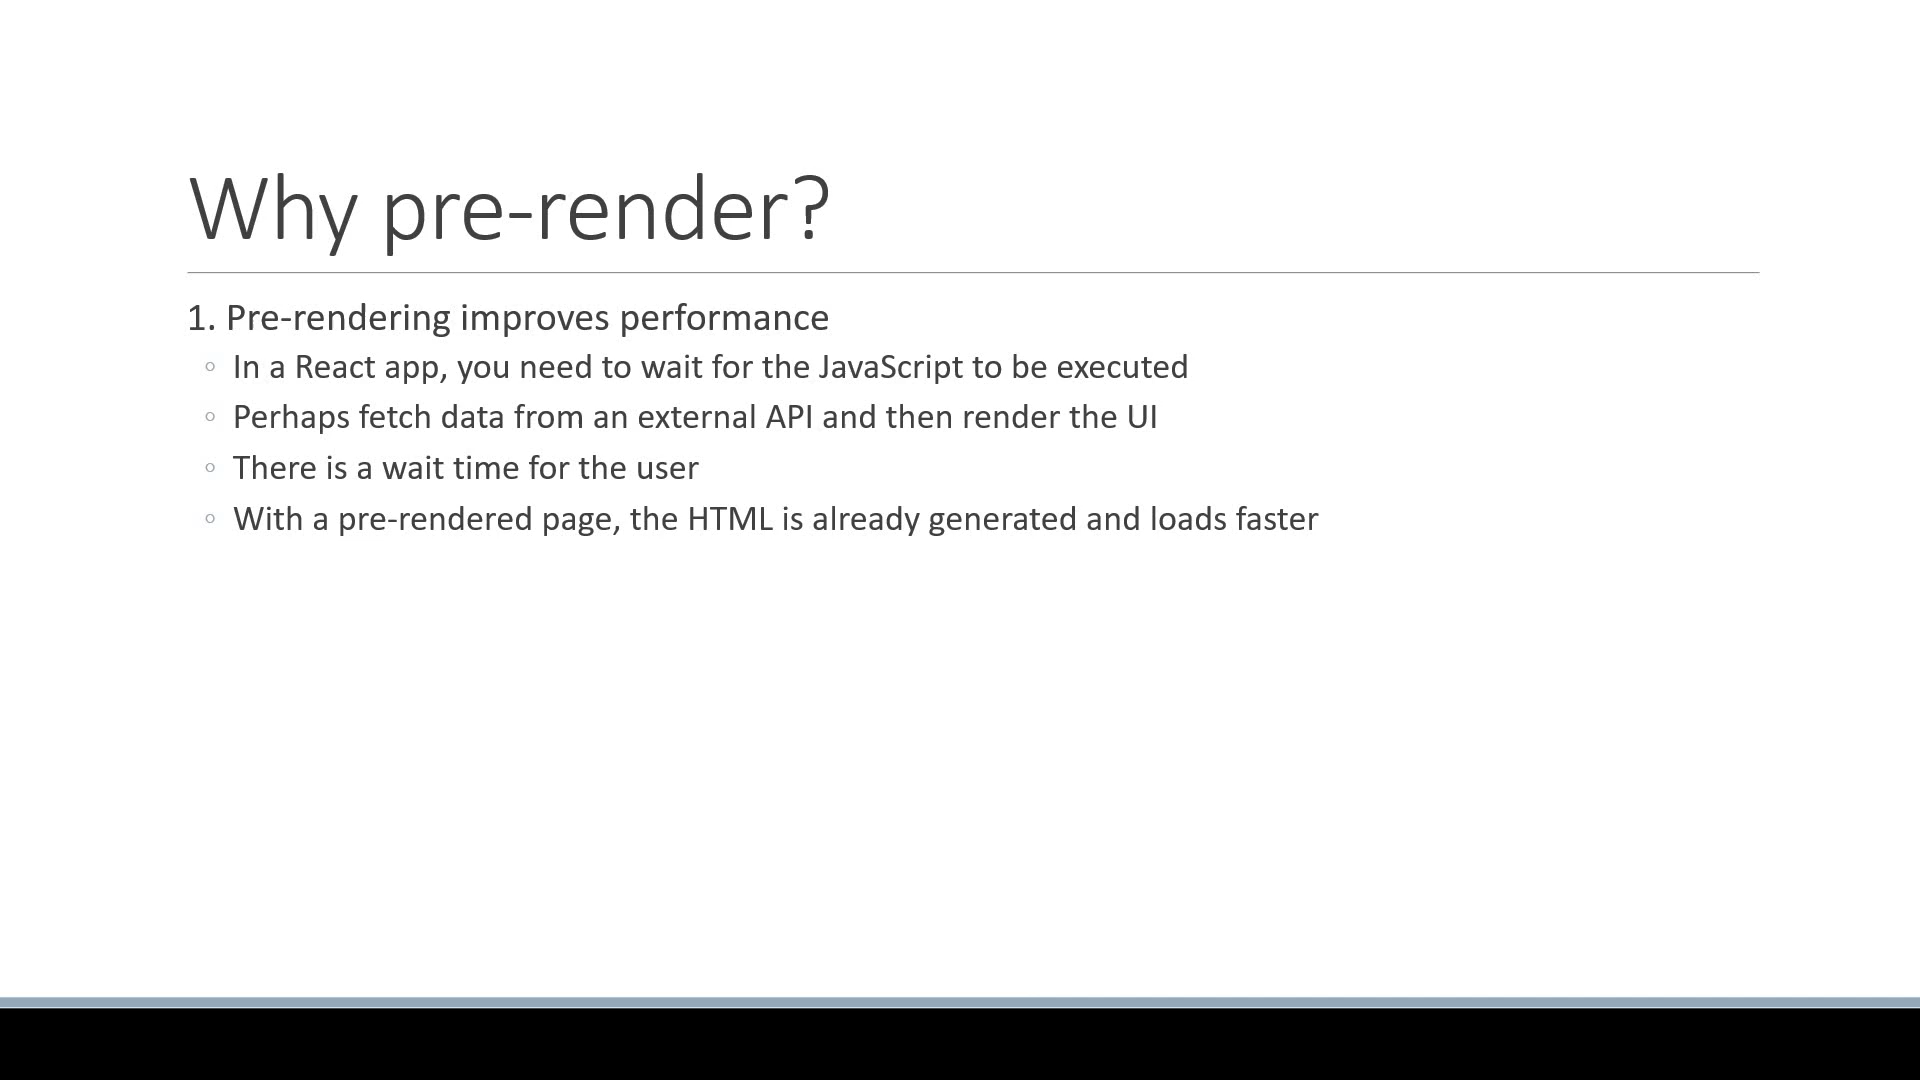 Why pre-render?
1. Pre-rendering improves performance
◦ In a React app, you need to wait for the JavaScript to be executed
◦ Perhaps fetch data from an external API and then render the UI
◦ There is a wait time for the user
◦ With a pre-rendered page, the HTML is already generated and loads faster